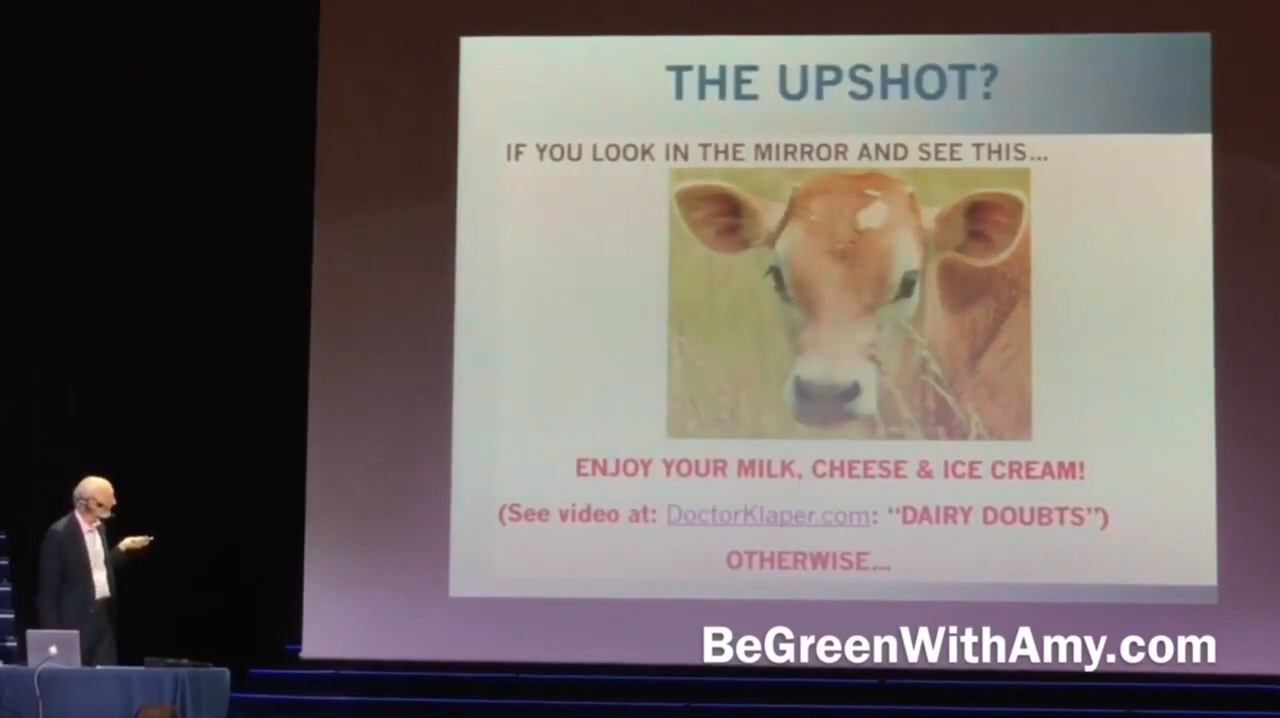 THE UPSHOT?
IF YOU LOOK IN THE MIRROR AND SEE THIS...
ENJOY YOUR MILK, CHEESE & ICE CREAM!
(See video at: DoctorKlaper.com: “DAIRY DOUBTS”)
OTHERWISE...
BeGreenWithAmy.com